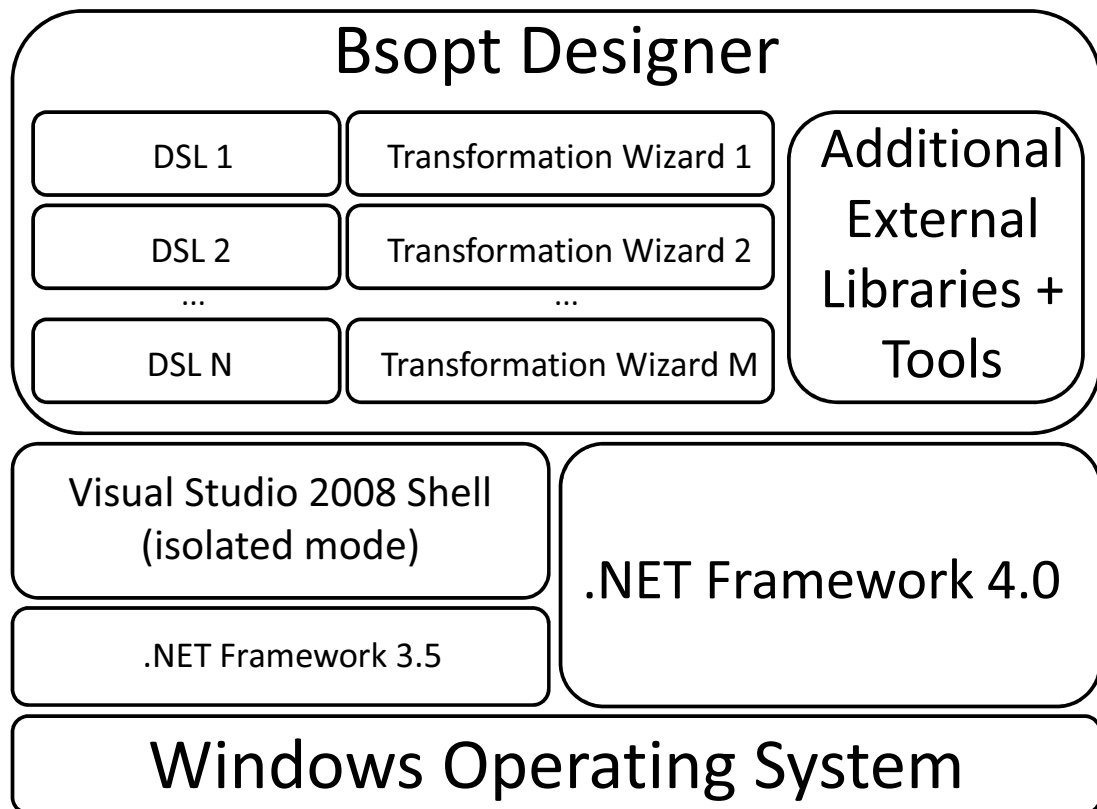 Bsopt Designer
DSL 1
Transformation Wizard 1
DSL 2
Transformation Wizard 2
...
...
DSL N
Transformation Wizard M
Additional
External
Libraries +
Tools
Visual Studio 2008 Shell
(isolated mode)
.NET Framework 3.5
.NET Framework 4.0
Windows Operating System